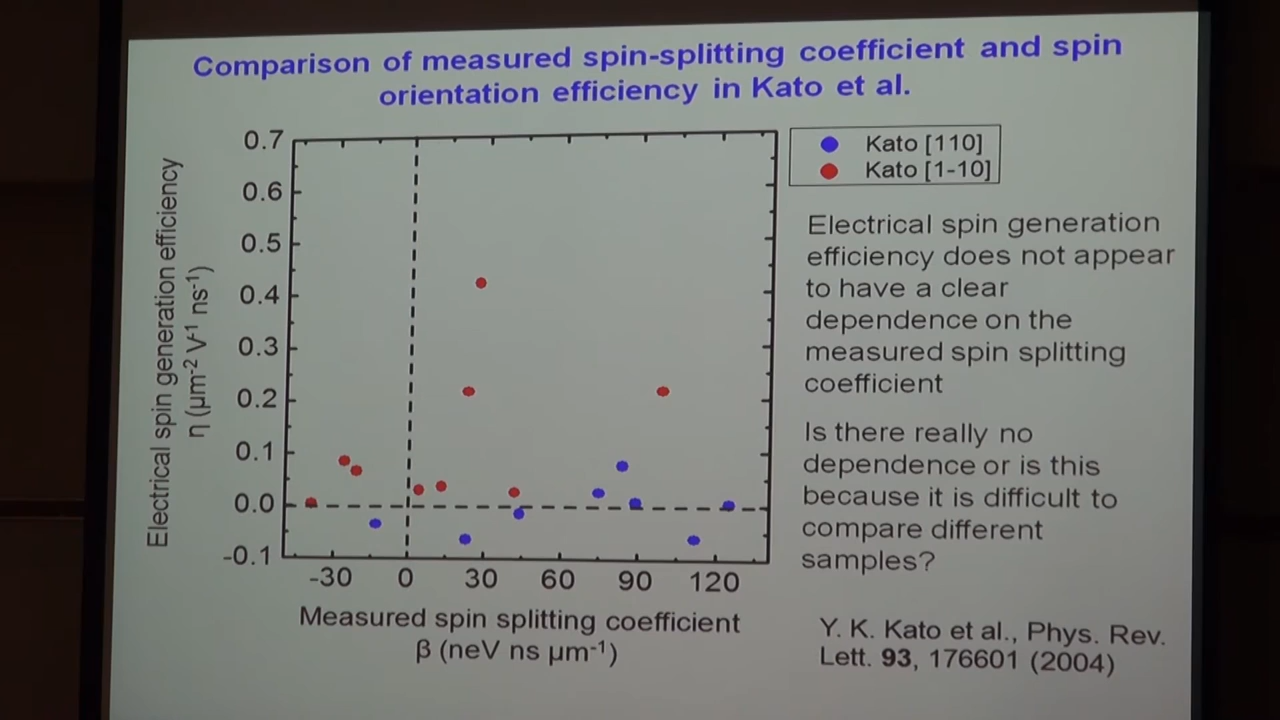 Comparison of measured spin-splitting coefficient and spin
orientation efficiency in Kato et al.
Electrical spin generation efficiency
η (µm⁻² V⁻¹ ns⁻¹)
0.7
0.6
0.5
0.4
0.3
0.2
0.1
0.0
-0.1
-30 0 30 60 90 120
Measured spin splitting coefficient
β (neV ns µm⁻¹)
Kato [110]
Kato [1-10]
Electrical spin generation
efficiency does not appear
to have a clear
dependence on the
measured spin splitting
coefficient
Is there really no
dependence or is this
because it is difficult to
compare different
samples?
Y. K. Kato et al., Phys. Rev.
Lett. 93, 176601 (2004)